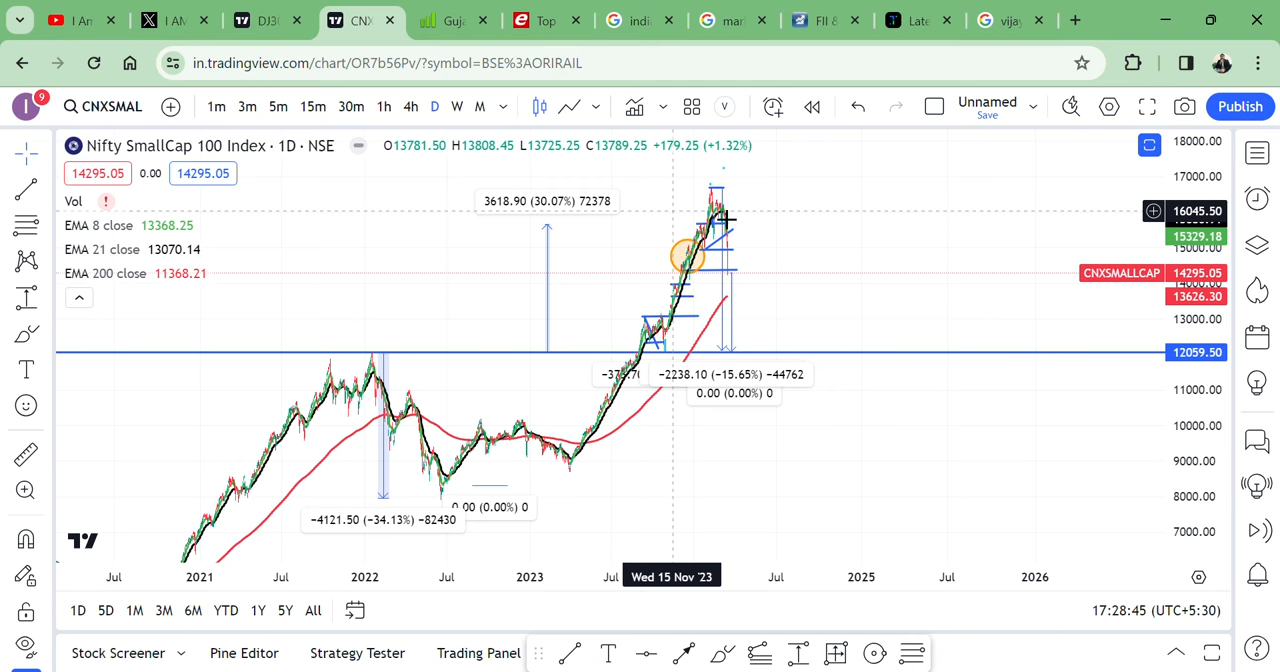 I An
I AM
DJ30
CNX
Guja
Top
indi
mar
FII &
Late
vijay
in.tradingview.com/chart/OR7b56Pv/?symbol=BSE%3AORIRAIL
I 9 CNXSMAL 1m 3m 5m 15m 30m 1h 4h D W M V Unnamed Save Publish
Nifty SmallCap 100 Index · 1D · NSE O13781.50 H13808.45 L13725.25 C13789.25 +179.25 (+1.32%)
14295.05 0.00 14295.05
Vol !
EMA 8 close 13368.25
EMA 21 close 13070.14
EMA 200 close 11368.21
3618.90 (30.07%) 72378
−2238.10 (−15.65%) −44762
0.00 (0.00%) 0
0.00 (0.00%) 0
−4121.50 (−34.13%) −82430
18000.00
17000.00
16045.50
15329.18
15000.00
CNXSMALLCAP 14295.05
14000.00
13626.30
13000.00
12059.50
11000.00
10000.00
9000.00
8000.00
7000.00
Jul 2021 Jul 2022 Jul 2023 Jul Wed 15 Nov '23 Jul 2025 Jul 2026
1D 5D 1M 3M 6M YTD 1Y 5Y All 17:28:45 (UTC+5:30)
Stock Screener Pine Editor Strategy Tester Trading Panel